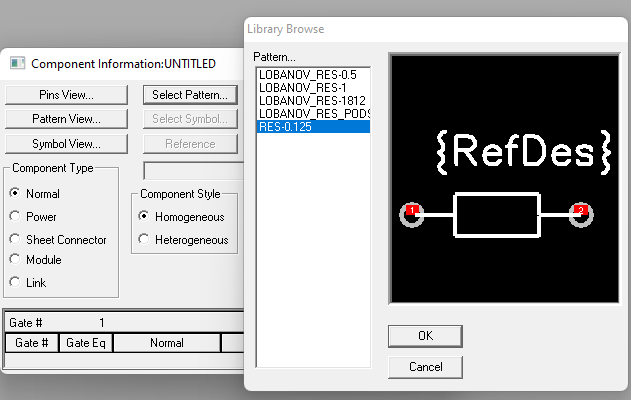 Library Browse
Component Information:UNTITLED
Pins View...
Select Pattern...
Pattern View...
Select Symbol...
Symbol View...
Reference
Component Type
Normal
Power
Sheet Connector
Module
Link
Component Style
Homogeneous
Heterogeneous
Gate # 1
Gate # Gate Eq Normal
Pattern...
LOBANOV_RES-0.5
LOBANOV_RES-1
LOBANOV_RES-1812
LOBANOV_RES_PODS
RES-0.125
{RefDes}
1 2
OK
Cancel